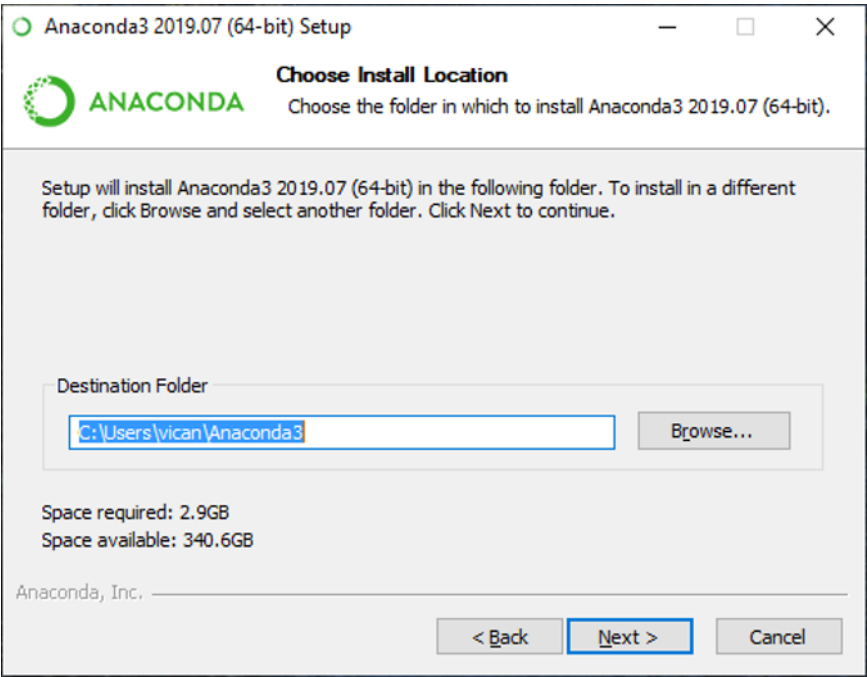 Anaconda3 2019.07 (64-bit) Setup
ANACONDA
Choose Install Location
Choose the folder in which to install Anaconda3 2019.07 (64-bit).
Setup will install Anaconda3 2019.07 (64-bit) in the following folder. To install in a different
folder, click Browse and select another folder. Click Next to continue.
Destination Folder
C:\Users\vican\Anaconda3
Browse...
Space required: 2.9GB
Space available: 340.6GB
Anaconda, Inc.
< Back
Next >
Cancel